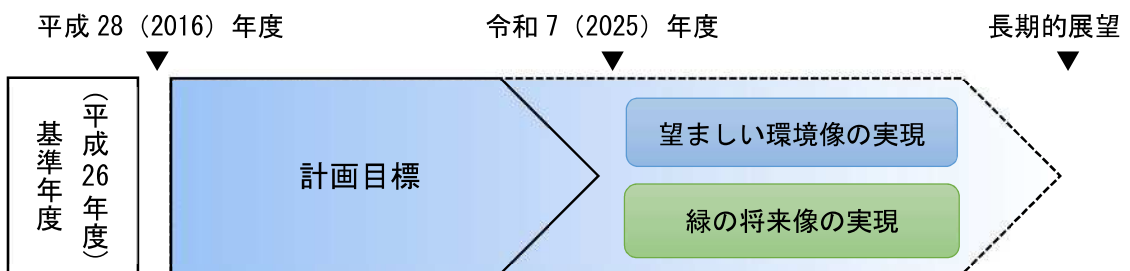 平成28（2016）年度
令和7（2025）年度
長期的展望
基準年度
（平成26年度）
計画目標
望ましい環境像の実現
緑の将来像の実現